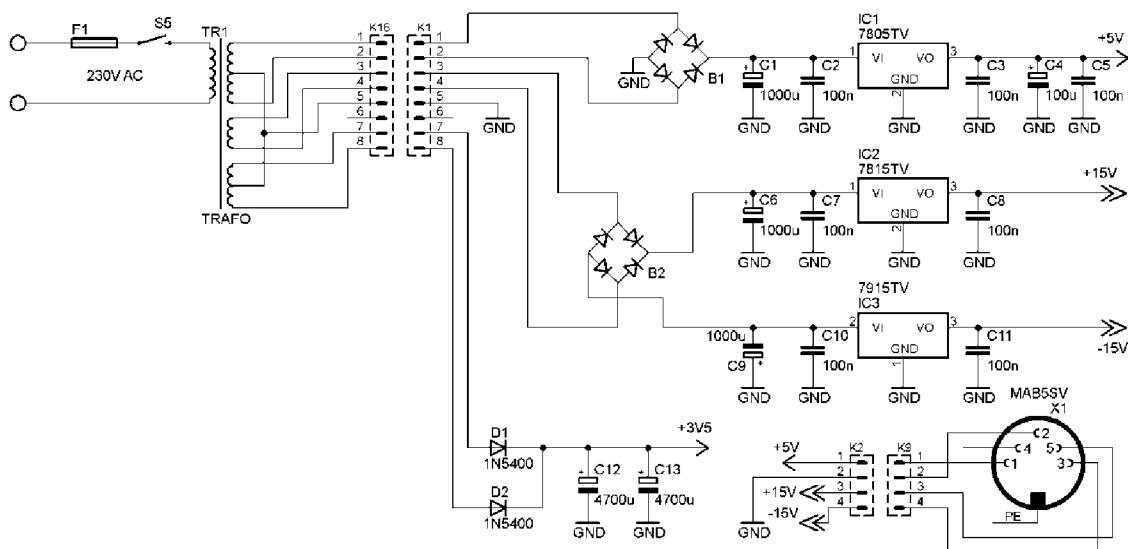 F1
S5
230V AC
TR1
TRAFO
K16
1
2
3
4
5
6
7
8
K1
1
2
3
4
5
6
7
8
GND
GND
B1
C1
1000u
GND
C2
100n
GND
IC1
7805TV
1
VI
VO
3
GND
2
GND
C3
100n
GND
C4
100u
GND
C5
100n
GND
+5V
B2
C6
1000u
GND
C7
100n
GND
IC2
7815TV
1
VI
VO
3
GND
2
GND
C8
100n
GND
+15V
1000u
C9
GND
C10
100n
GND
7915TV
IC3
2
VI
VO
3
GND
1
GND
C11
100n
GND
-15V
D1
1N5400
D2
1N5400
+3V5
C12
4700u
GND
C13
4700u
GND
+5V
+15V
-15V
GND
K2
1
2
3
4
K9
1
2
3
4
MAB5SV
X1
2
4
5
1
3
PE